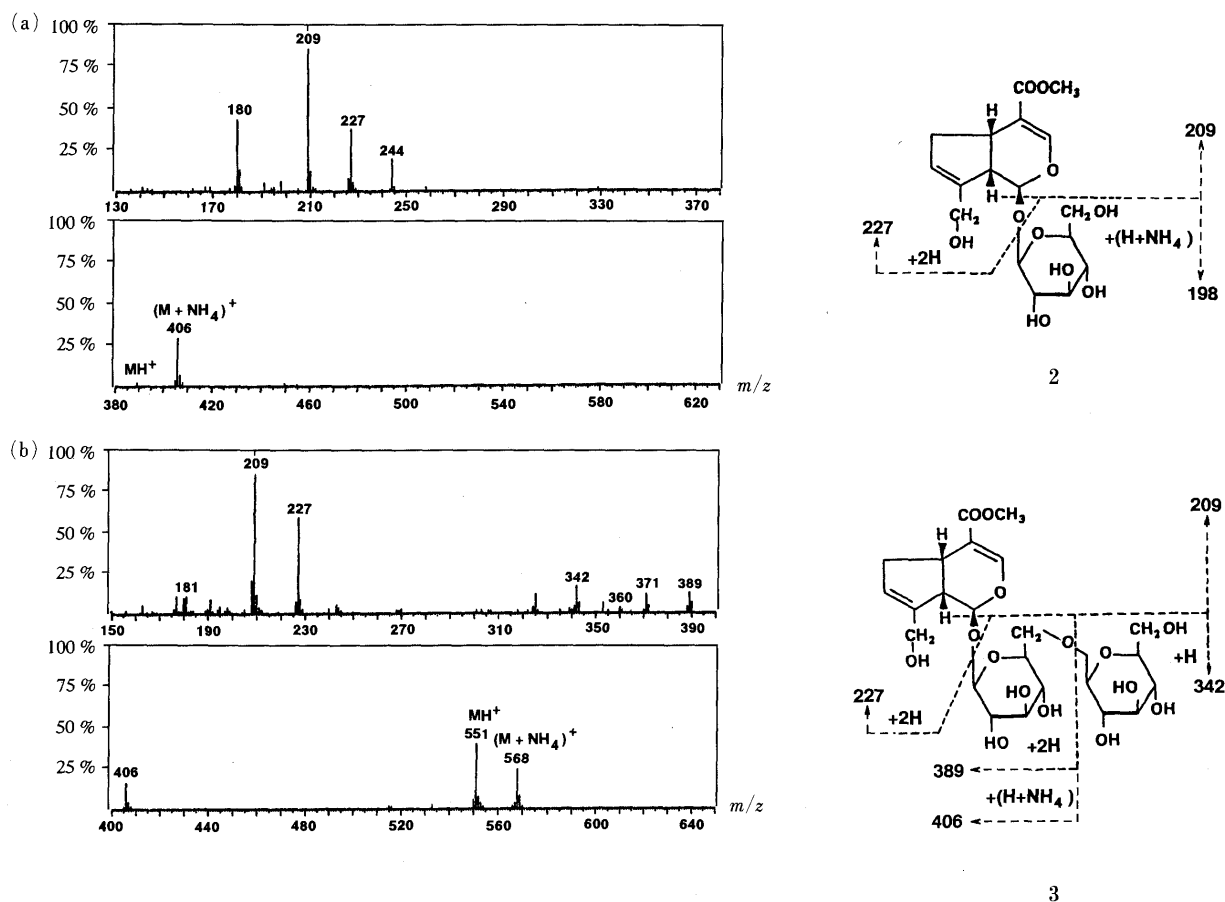 (a)
100 %
75 %
50 %
25 %
180
209
227
244
130 170 210 250 290 330 370
100 %
75 %
50 %
25 %
MH+
(M + NH4)+
406
380 420 460 500 540 580 620
m/z
COOCH3
H
O
H
O
CH2
OH
O
CH2OH
HO
OH
HO
209
227
+2H
+(H+NH4)
198
2
(b)
100 %
75 %
50 %
25 %
181
209
227
342
360
371
389
150 190 230 270 310 350 390
100 %
75 %
50 %
25 %
406
MH+
551
(M + NH4)+
568
400 440 480 520 560 600 640
m/z
COOCH3
H
O
H
O
CH2
OH
O
CH2
O
O
CH2OH
HO
OH
HO
HO
OH
OH
209
+H
342
227
+2H
+2H
389
+(H+NH4)
406
3